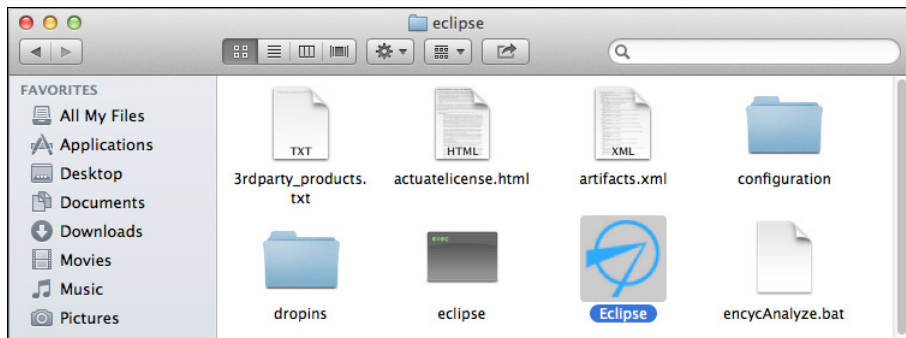 eclipse
FAVORITES
All My Files
Applications
Desktop
Documents
Downloads
Movies
Music
Pictures
TXT
HTML
XML
3rdparty_products.
txt
actuatelicense.html
artifacts.xml
configuration
exec
dropins
eclipse
Eclipse
encycAnalyze.bat